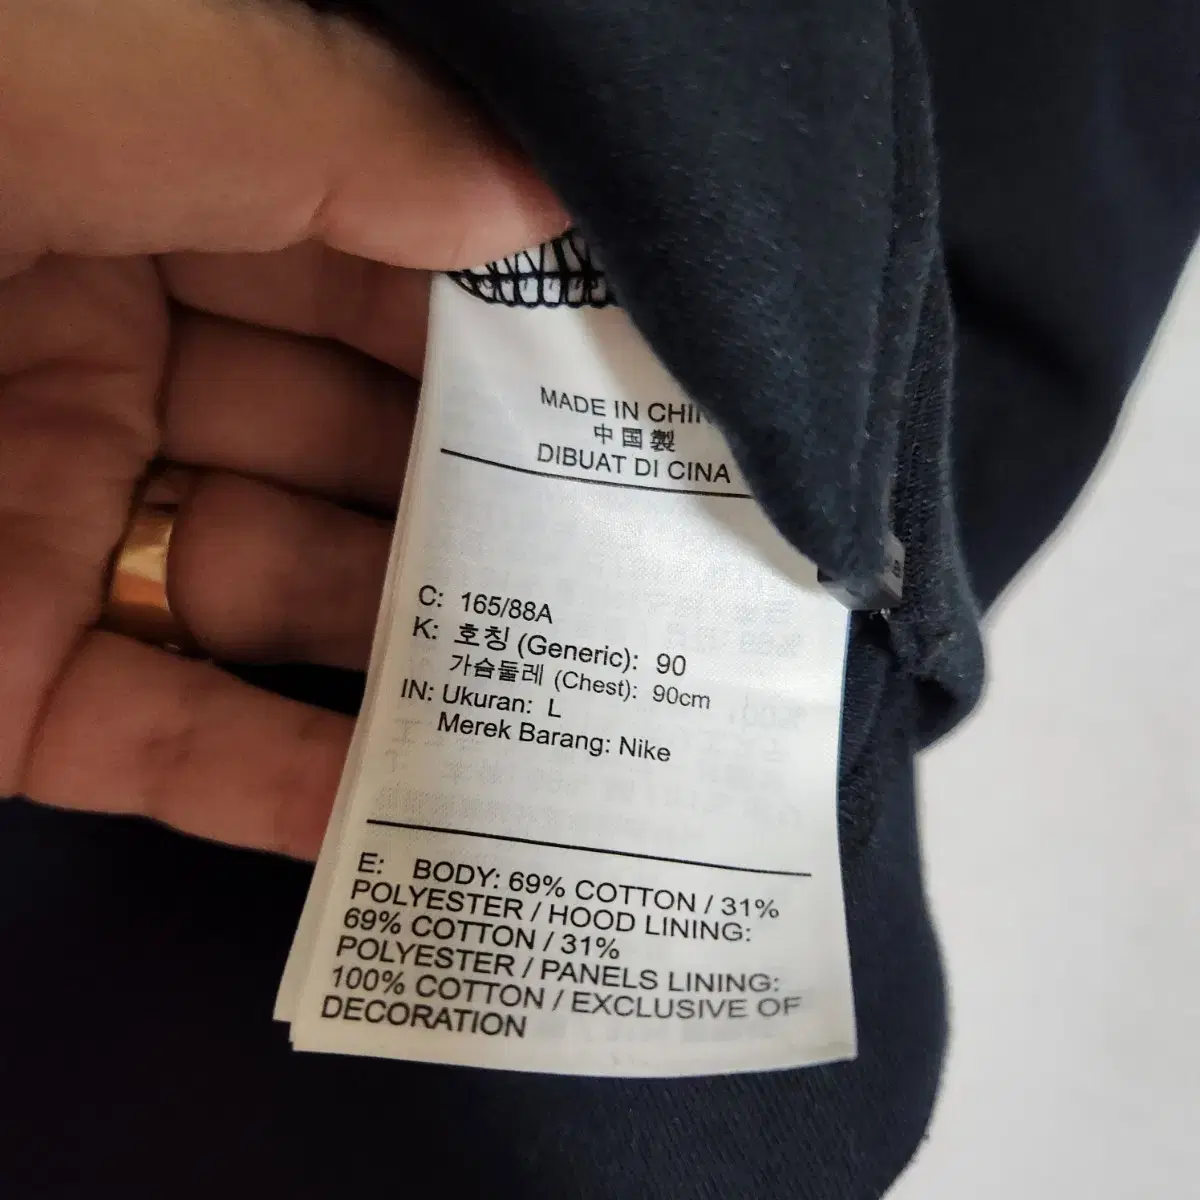 MADE IN
中国製
DIBUAT DI CINA
C: 165/88A
K: 호칭 (Generic): 90
가슴둘레 (Chest): 90cm
IN: Ukuran: L
Merek Barang: Nike
E: BODY: 69% COTTON / 31%
POLYESTER / HOOD LINING:
69% COTTON / 31%
POLYESTER / PANELS LINING:
100% COTTON / EXCLUSIVE OF
DECORATION